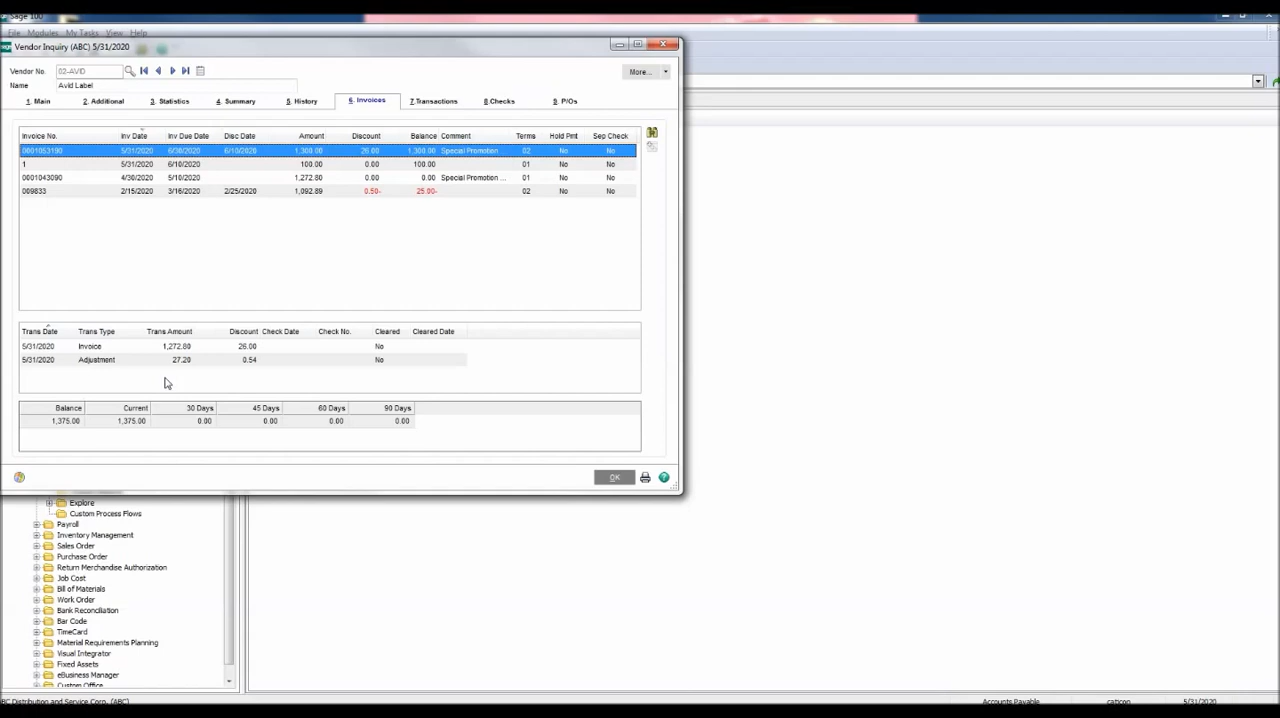 Sage 100
File Modules My Tasks View Help
Vendor Inquiry (ABC) 5/31/2020
Vendor No. 02-AVID More...
Name Avid Label
1. Main 2. Additional 3. Statistics 4. Summary 5. History 6. Invoices 7.Transactions 8.Checks 9. P/Os
Invoice No. Inv Date Inv Due Date Disc Date Amount Discount Balance Comment Terms Hold Pmt Sep Check
0001053190 5/31/2020 6/30/2020 6/10/2020 1,300.00 26.00 1,300.00 Special Promotion 02 No No
1 5/31/2020 6/10/2020 100.00 0.00 100.00 01 No No
0001043090 4/30/2020 5/10/2020 1,272.80 0.00 0.00 Special Promotion ... 01 No No
009833 2/15/2020 3/16/2020 2/25/2020 1,092.89 0.50- 25.00- 02 No No
Trans Date Trans Type Trans Amount Discount Check Date Check No. Cleared Cleared Date
5/31/2020 Invoice 1,272.80 26.00 No
5/31/2020 Adjustment 27.20 0.54 No
Balance Current 30 Days 45 Days 60 Days 90 Days
1,375.00 1,375.00 0.00 0.00 0.00 0.00
OK
Explore
Custom Process Flows
Payroll
Inventory Management
Sales Order
Purchase Order
Return Merchandise Authorization
Job Cost
Bill of Materials
Work Order
Bank Reconciliation
Bar Code
TimeCard
Material Requirements Planning
Visual Integrator
Fixed Assets
eBusiness Manager
Custom Office
BC Distribution and Service Corp. (ABC) Accounts Payable caticon 5/31/2020